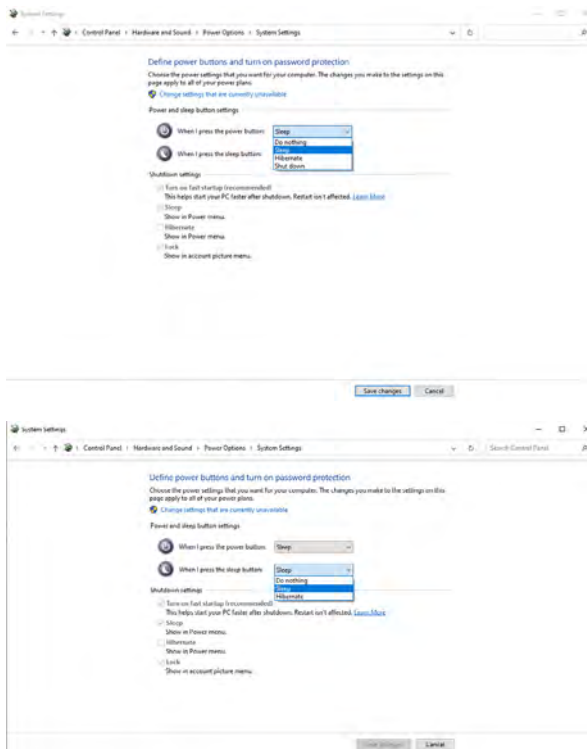 System Settings
Control Panel › Hardware and Sound › Power Options › System Settings
Define power buttons and turn on password protection
Choose the power settings that you want for your computer. The changes you make to the settings on this
page apply to all of your power plans.
Change settings that are currently unavailable
Power and sleep button settings
When I press the power button: Sleep
Do nothing
Sleep
Hibernate
Shut down
When I press the sleep button:
Shutdown settings
Turn on fast startup (recommended)
This helps start your PC faster after shutdown. Restart isn't affected. Learn More
Sleep
Show in Power menu.
Hibernate
Show in Power menu.
Lock
Show in account picture menu.
Save changes Cancel
System Settings
Control Panel › Hardware and Sound › Power Options › System Settings Search Control Panel
Define power buttons and turn on password protection
Choose the power settings that you want for your computer. The changes you make to the settings on this
page apply to all of your power plans.
Change settings that are currently unavailable
Power and sleep button settings
When I press the power button: Sleep
When I press the sleep button: Sleep
Do nothing
Sleep
Hibernate
Shutdown settings
Turn on fast startup (recommended)
This helps start your PC faster after shutdown. Restart isn't affected. Learn More
Sleep
Show in Power menu.
Hibernate
Show in Power menu.
Lock
Show in account picture menu.
Save changes Cancel